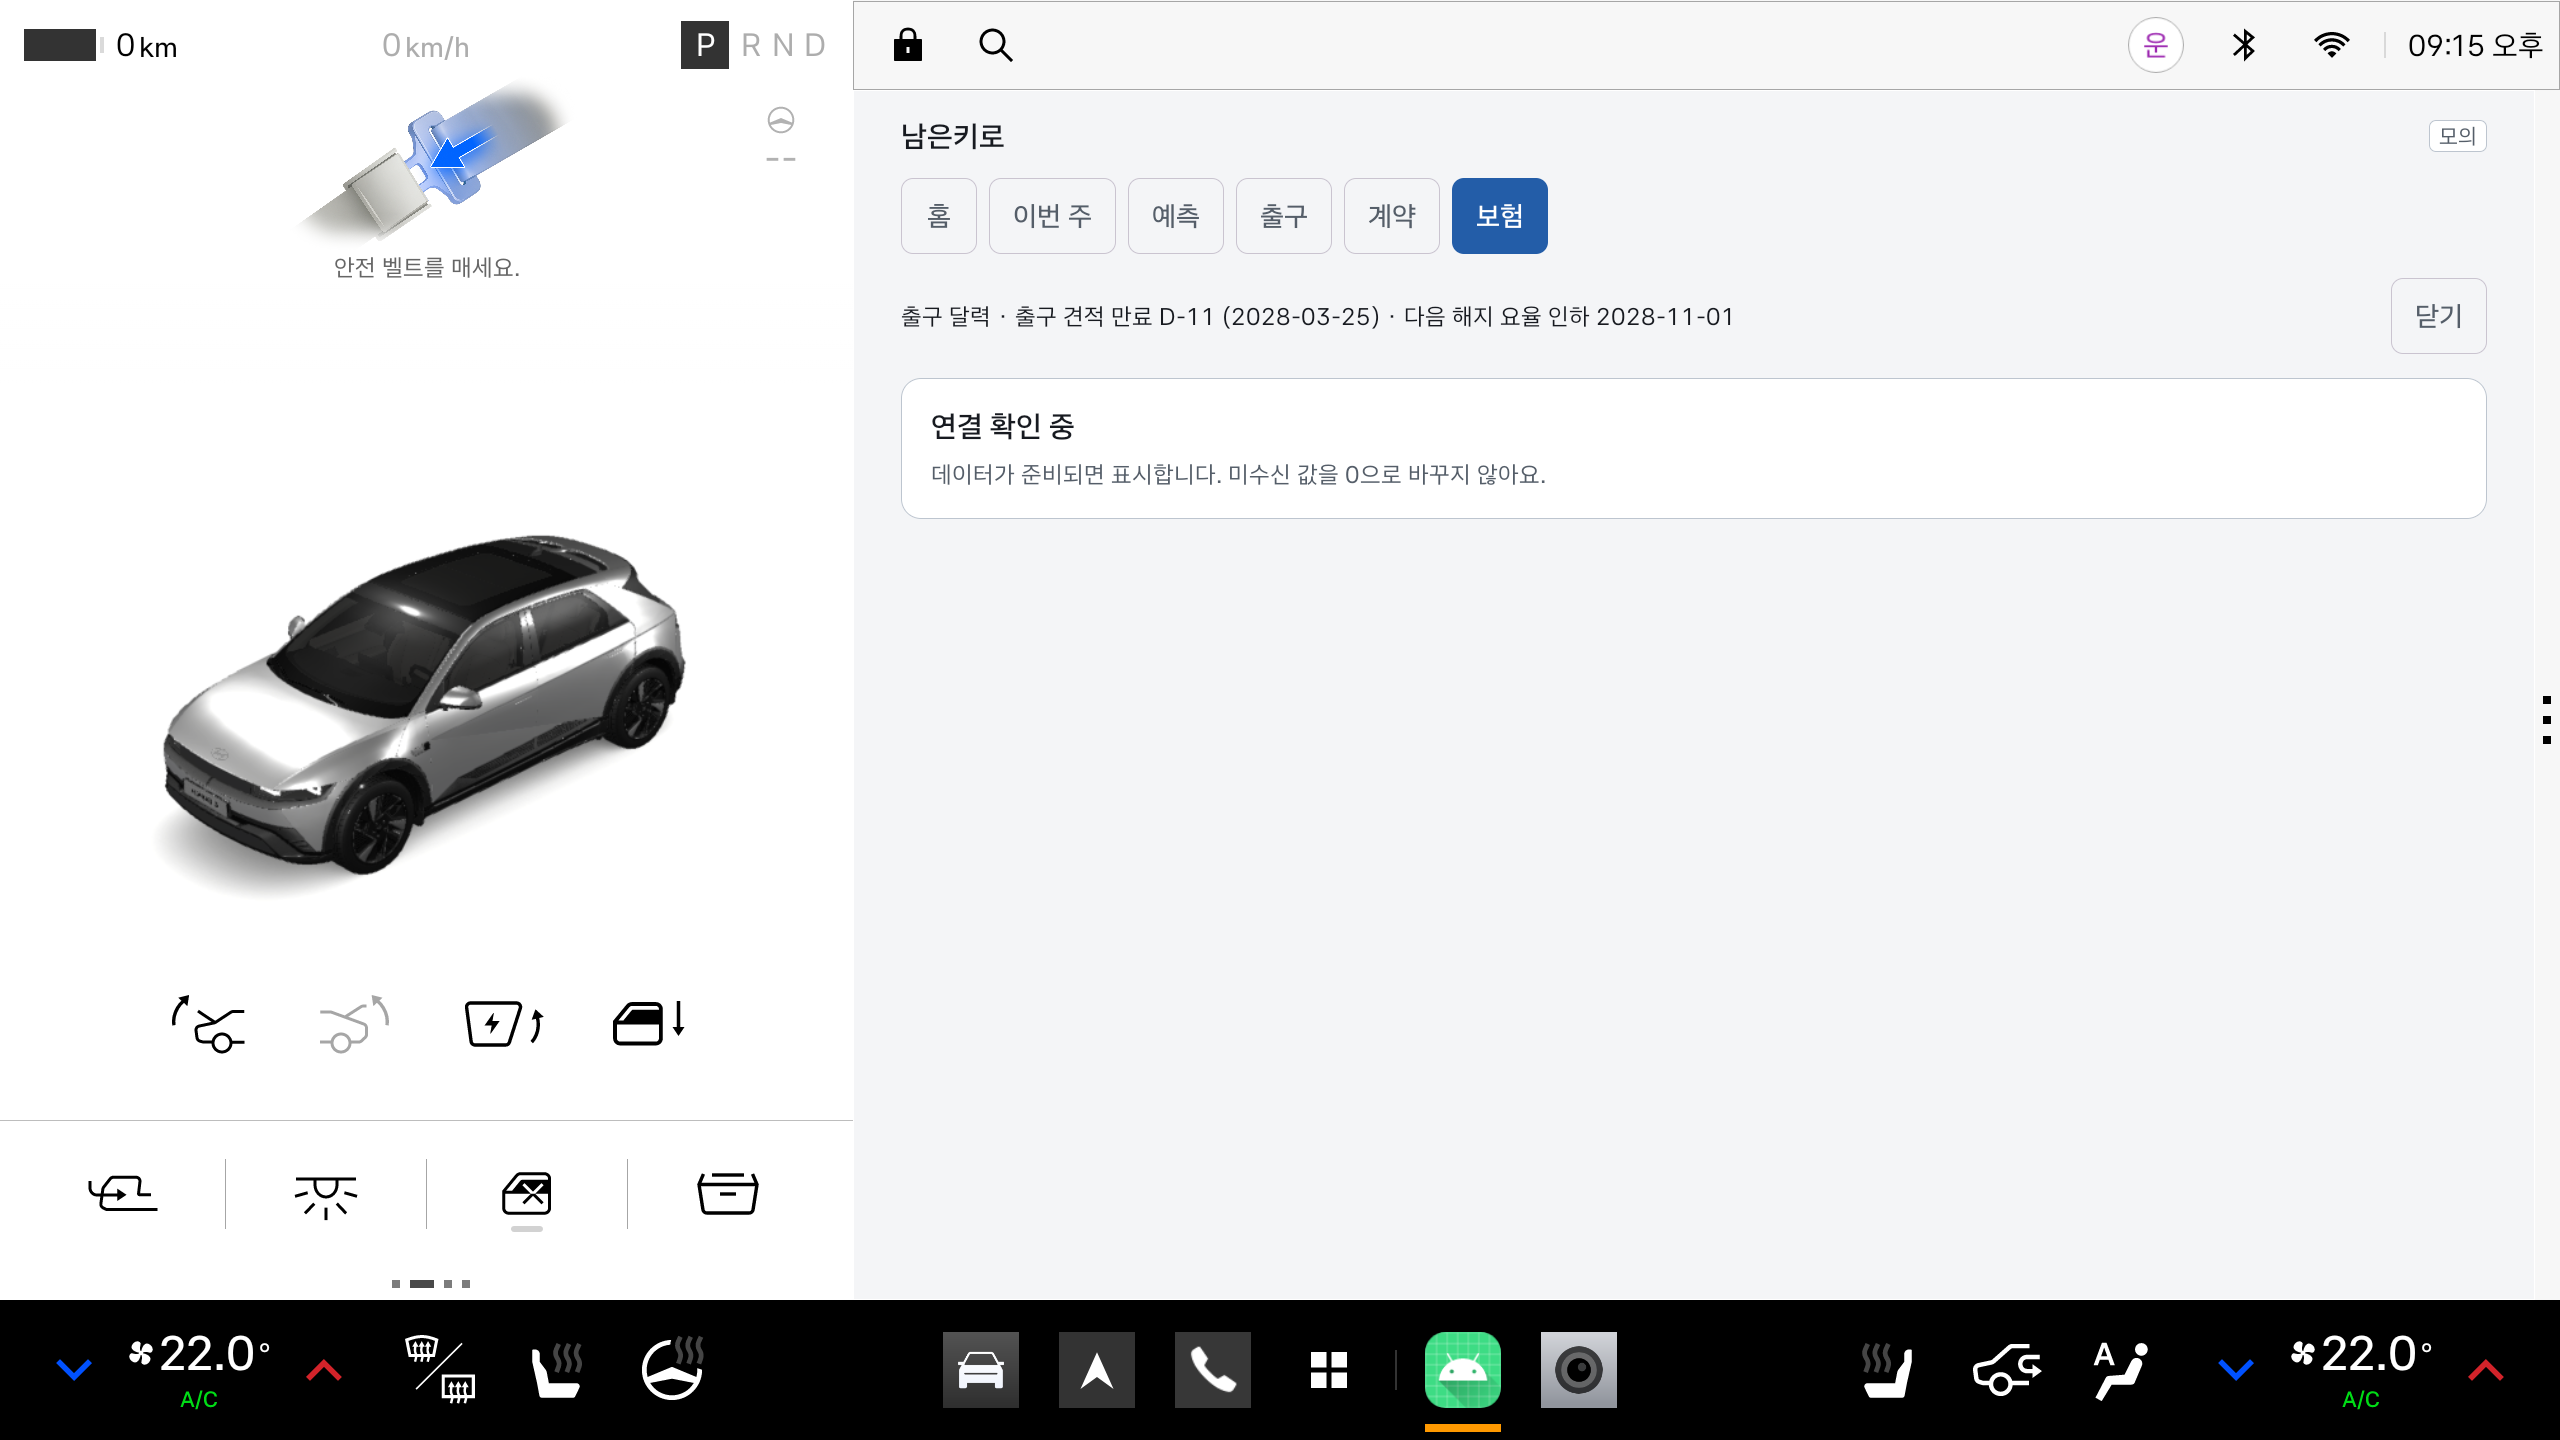 0 km
0 km/h
P R N D
안전 벨트를 매세요.
운
09:15 오후
남은키로
모의
홈
이번 주
예측
출구
계약
보험
출구 달력 · 출구 견적 만료 D-11 (2028-03-25) · 다음 해지 요율 인하 2028-11-01
닫기
연결 확인 중
데이터가 준비되면 표시합니다. 미수신 값을 0으로 바꾸지 않아요.
22.0°
A/C
A
22.0°
A/C